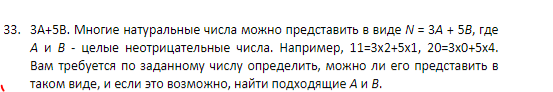 33. 3A+5B. Многие натуральные числа можно представить в виде N = 3A + 5B, где
A и B - целые неотрицательные числа. Например, 11=3x2+5x1, 20=3x0+5x4.
Вам требуется по заданному числу определить, можно ли его представить в
таком виде, и если это возможно, найти подходящие A и B.